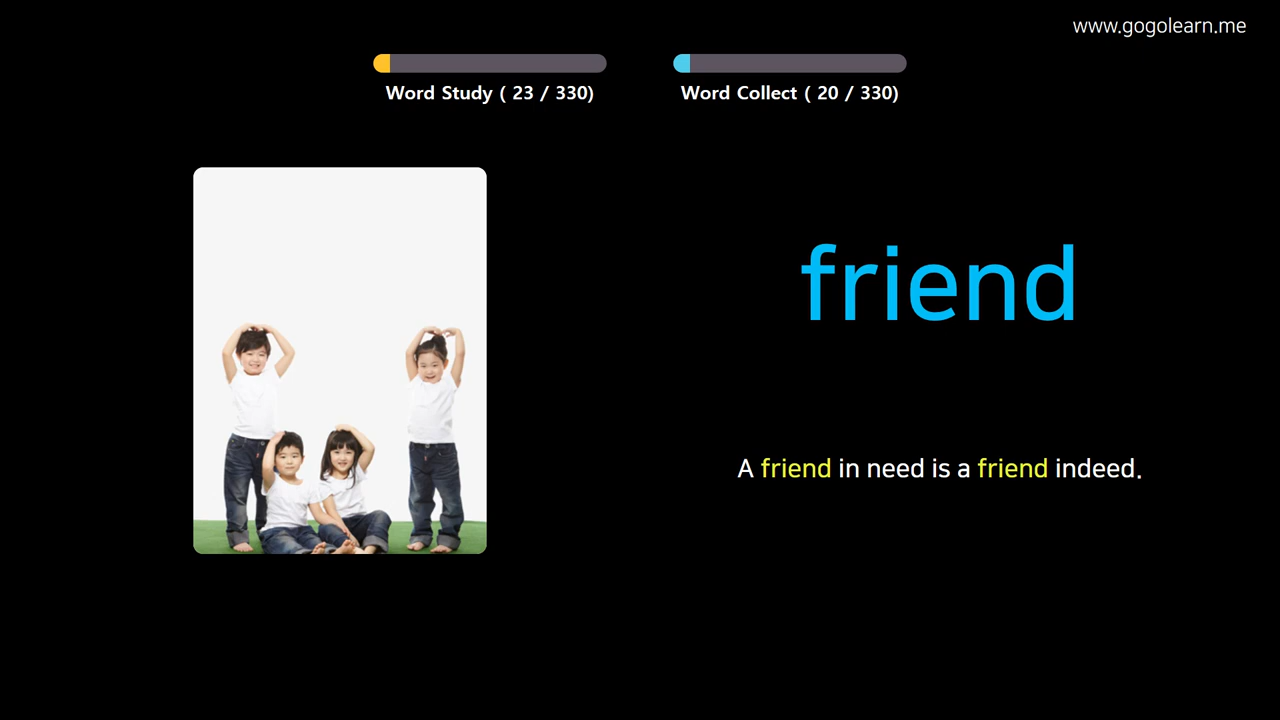 www.gogolearn.me
Word Study ( 23 / 330)
Word Collect ( 20 / 330)
friend
A friend in need is a friend indeed.